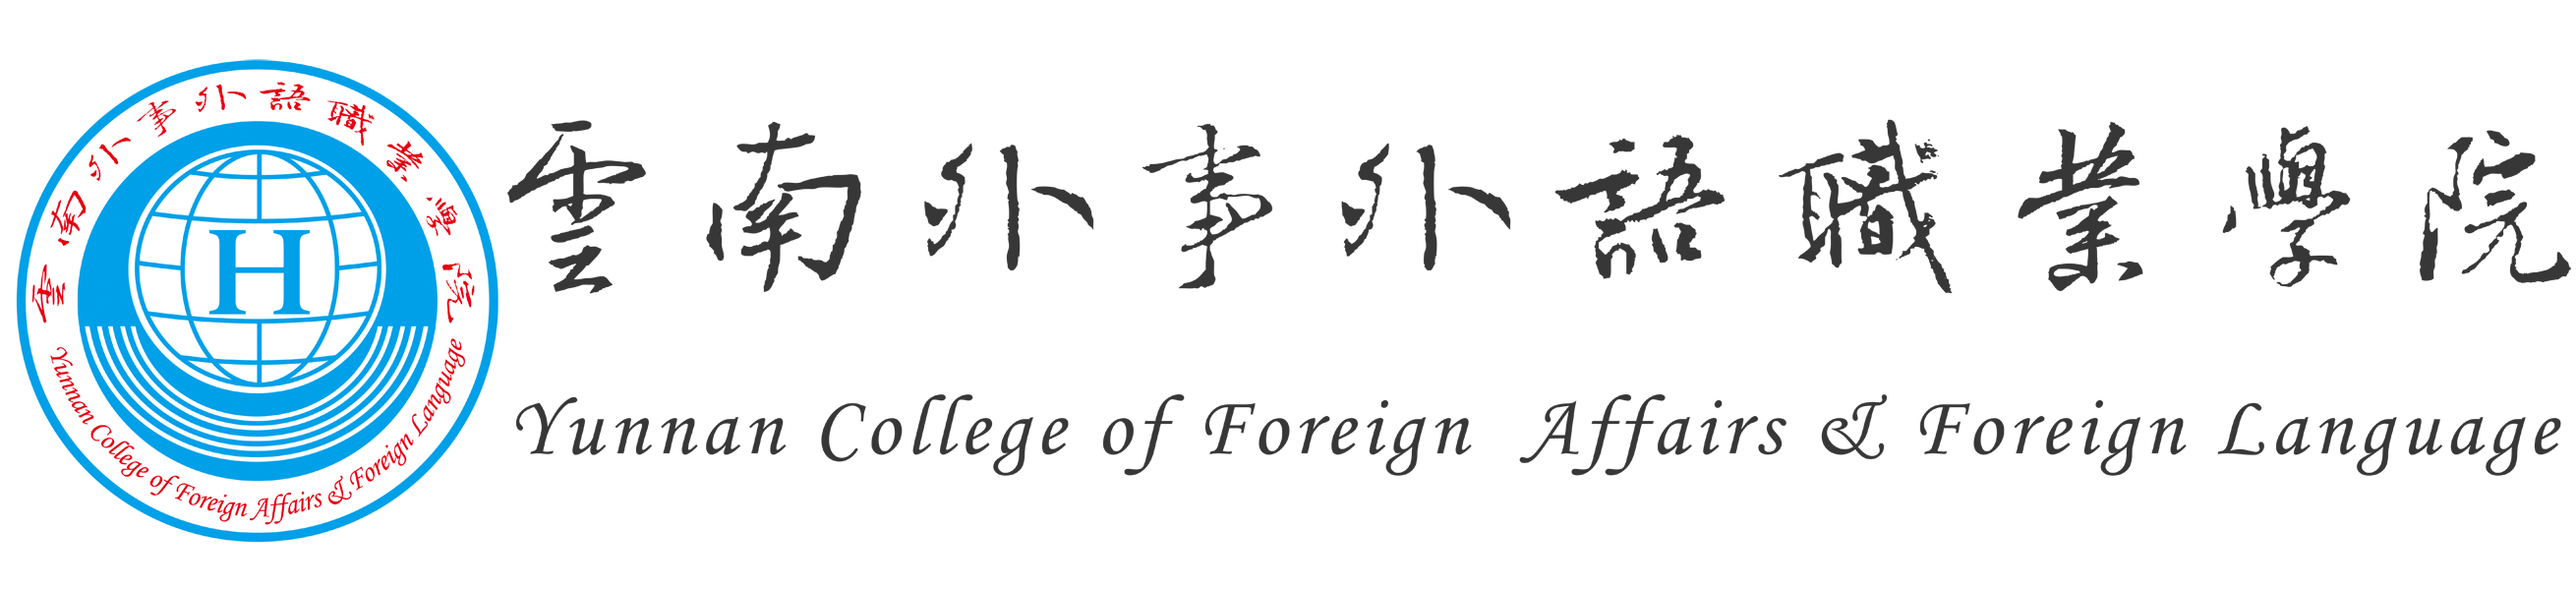 雲南外事外語職業學院
Yunnan College of Foreign Affairs & Foreign Language
H
雲南外事外語職業學院
Yunnan College of Foreign Affairs & Foreign Language